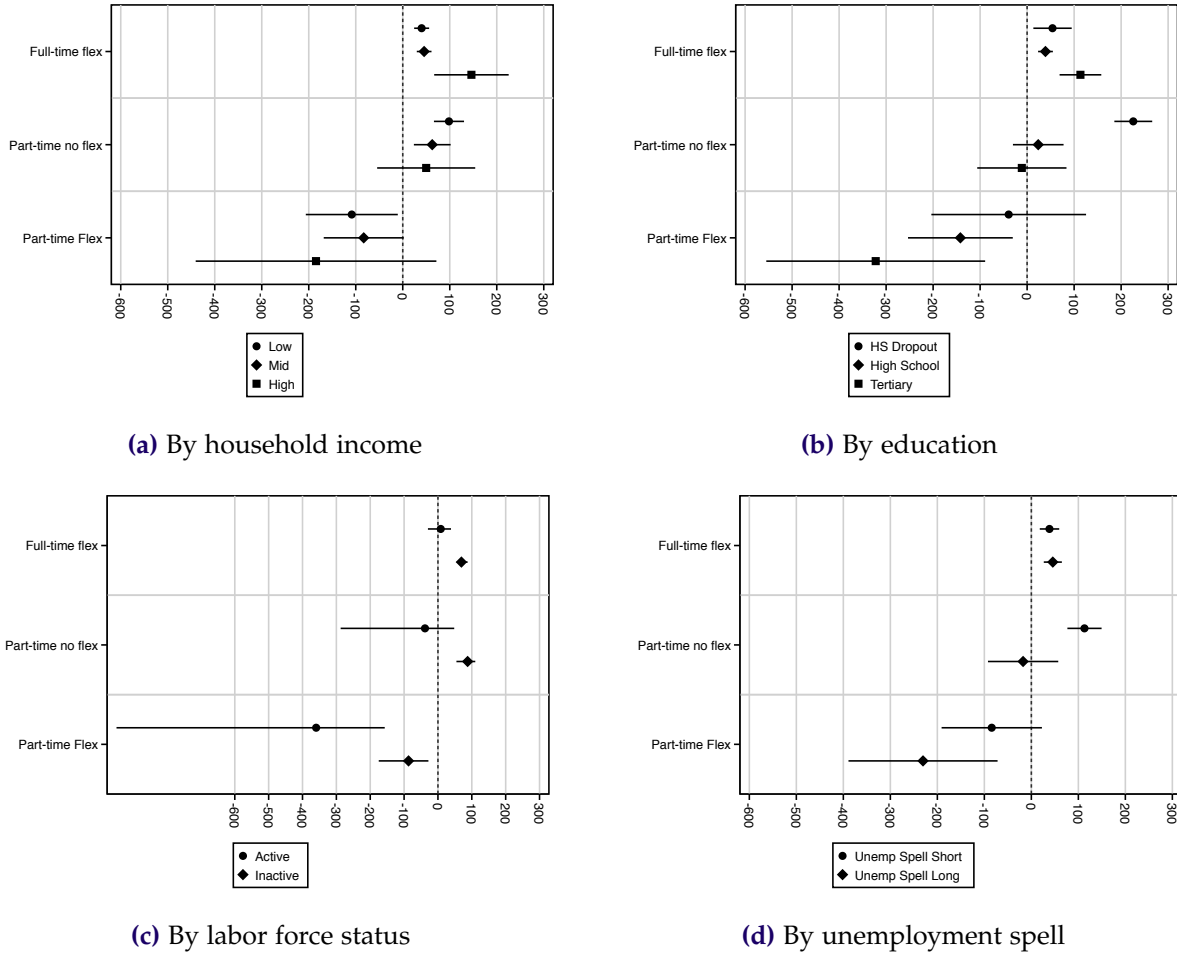 Full-time flex
Part-time no flex
Part-time Flex
-600 -500 -400 -300 -200 -100 0 100 200 300
Low
Mid
High
(a) By household income
Full-time flex
Part-time no flex
Part-time Flex
-600 -500 -400 -300 -200 -100 0 100 200 300
HS Dropout
High School
Tertiary
(b) By education
Full-time flex
Part-time no flex
Part-time Flex
-600 -500 -400 -300 -200 -100 0 100 200 300
Active
Inactive
(c) By labor force status
Full-time flex
Part-time no flex
Part-time Flex
-600 -500 -400 -300 -200 -100 0 100 200 300
Unemp Spell Short
Unemp Spell Long
(d) By unemployment spell